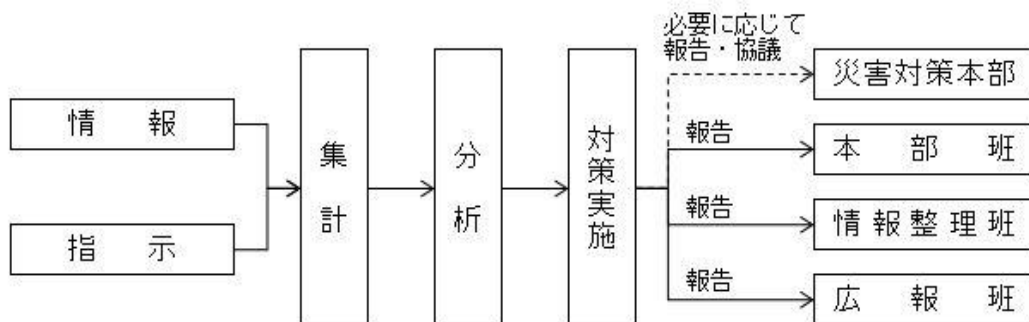 情報
指示
集計
分析
対策実施
必要に応じて
報告・協議
災害対策本部
報告
本部班
報告
情報整理班
報告
広報班